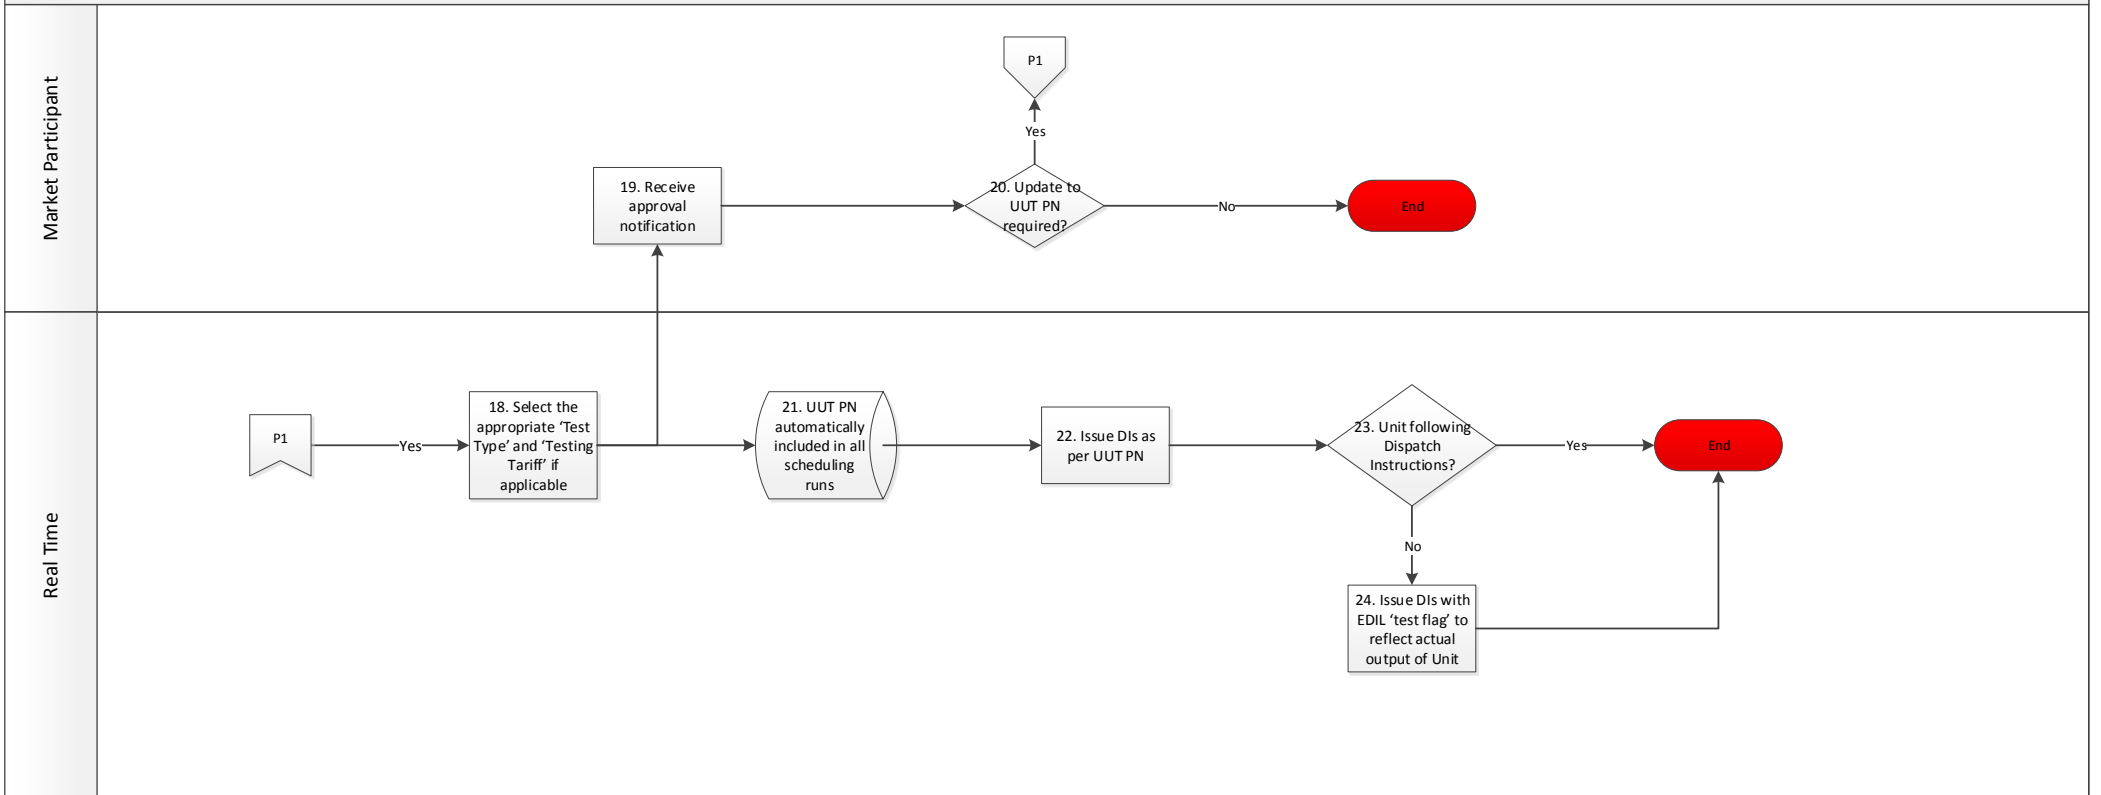 Market Participant
P1
Yes
19. Receive
approval
notification
20. Update to
UUT PN
required?
No
End
Real Time
P1
Yes
18. Select the
appropriate ‘Test
Type’ and ‘Testing
Tariff’ if
applicable
21. UUT PN
automatically
included in all
scheduling
runs
22. Issue DIs as
per UUT PN
23. Unit following
Dispatch
Instructions?
Yes
End
No
24. Issue DIs with
EDIL ‘test flag’ to
reflect actual
output of Unit